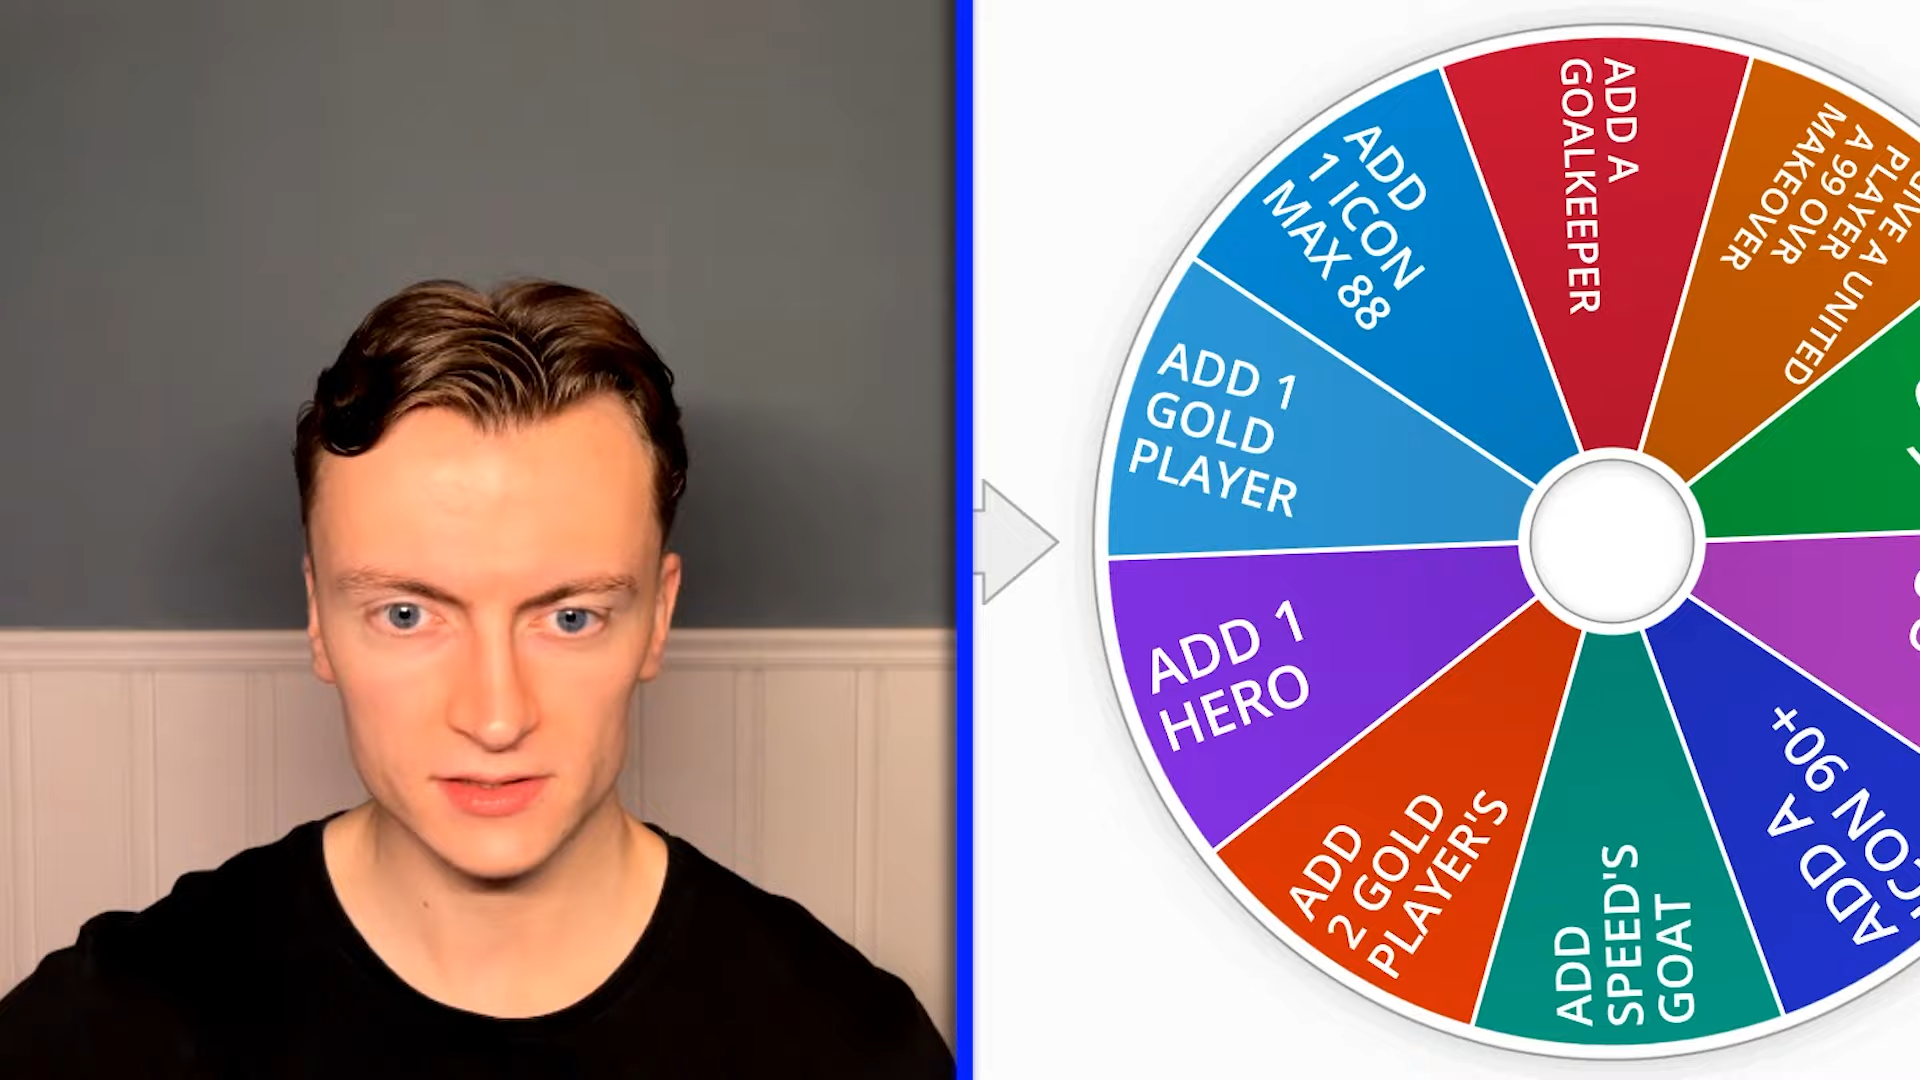 ADD A
GOALKEEPER
GIVE A UNITED
PLAYER
A 99 OVR
MAKEOVER
ADD
1 ICON
MAX 88
ADD 1
GOLD
PLAYER
ADD 1
HERO
ADD
2 GOLD
PLAYER'S
ADD
SPEED'S
GOAT
ADD A
ICON 90+